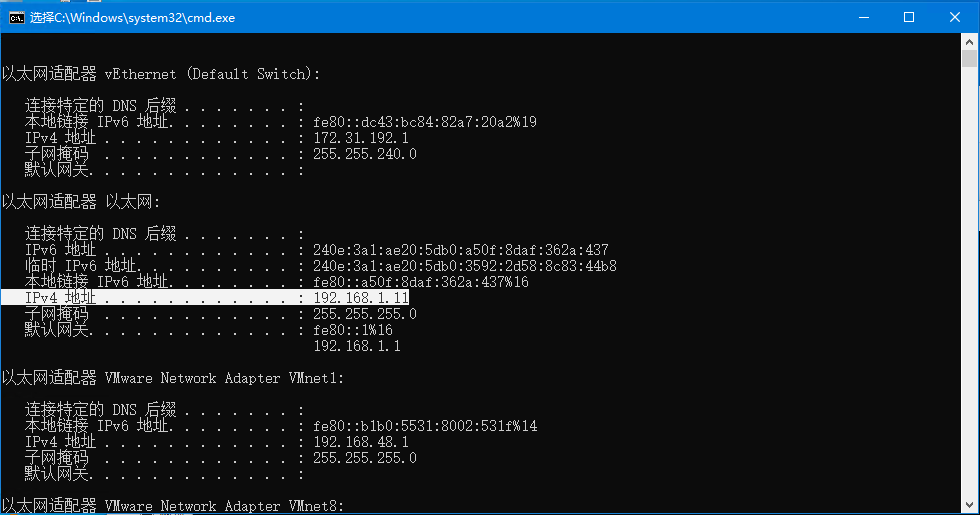 选择C:\Windows\system32\cmd.exe
以太网适配器 vEthernet (Default Switch):
连接特定的 DNS 后缀 . . . . . . . :
本地链接 IPv6 地址. . . . . . . . : fe80::dc43:bc84:82a7:20a2%19
IPv4 地址 . . . . . . . . . . . . : 172.31.192.1
子网掩码  . . . . . . . . . . . . : 255.255.240.0
默认网关. . . . . . . . . . . . . :
以太网适配器 以太网:
连接特定的 DNS 后缀 . . . . . . . :
IPv6 地址 . . . . . . . . . . . . : 240e:3a1:ae20:5db0:a50f:8daf:362a:437
临时 IPv6 地址. . . . . . . . . . : 240e:3a1:ae20:5db0:3592:2d58:8c83:44b8
本地链接 IPv6 地址. . . . . . . . : fe80::a50f:8daf:362a:437%16
IPv4 地址 . . . . . . . . . . . . : 192.168.1.11
子网掩码  . . . . . . . . . . . . : 255.255.255.0
默认网关. . . . . . . . . . . . . : fe80::1%16
192.168.1.1
以太网适配器 VMware Network Adapter VMnet1:
连接特定的 DNS 后缀 . . . . . . . :
本地链接 IPv6 地址. . . . . . . . : fe80::b1b0:5531:8002:531f%14
IPv4 地址 . . . . . . . . . . . . : 192.168.48.1
子网掩码  . . . . . . . . . . . . : 255.255.255.0
默认网关. . . . . . . . . . . . . :
以太网适配器 VMware Network Adapter VMnet8: